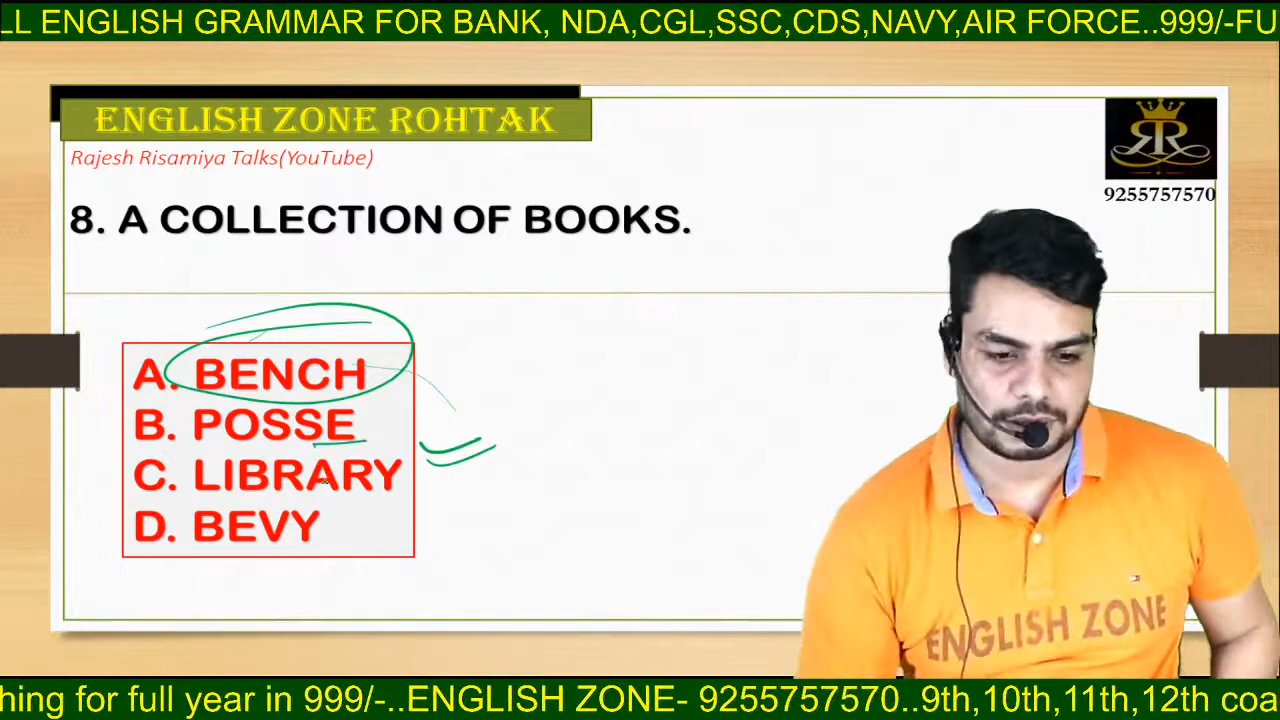 LL ENGLISH GRAMMAR FOR BANK, NDA,CGL,SSC,CDS,NAVY,AIR FORCE..999/-FU
ENGLISH ZONE ROHTAK
Rajesh Risamiya Talks(YouTube)
RR
9255757570
8. A COLLECTION OF BOOKS.
A. BENCH
B. POSSE
C. LIBRARY
D. BEVY
ENGLISH ZONE
hing for full year in 999/-..ENGLISH ZONE- 9255757570..9th,10th,11th,12th coa